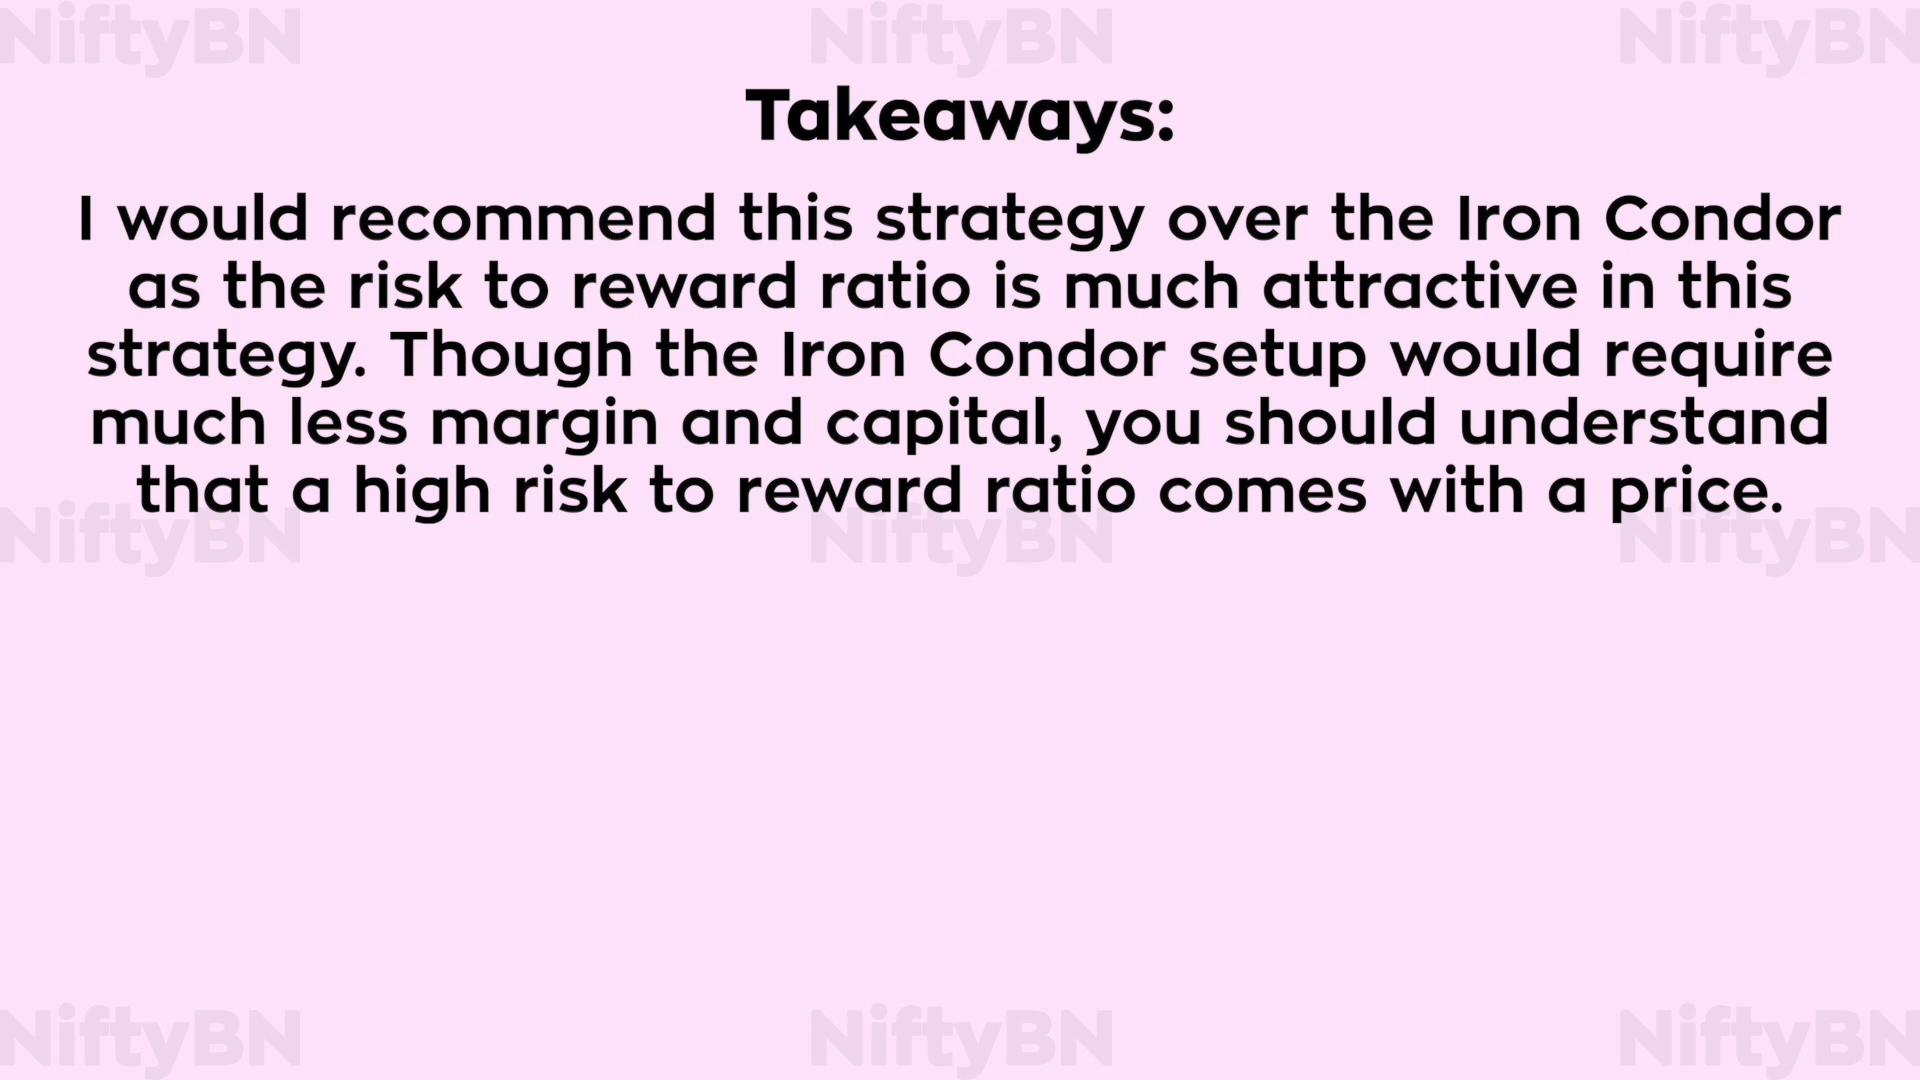 NiftyBN NiftyBN NiftyBN
Takeaways:
I would recommend this strategy over the Iron Condor
as the risk to reward ratio is much attractive in this
strategy. Though the Iron Condor setup would require
much less margin and capital, you should understand
that a high risk to reward ratio comes with a price.
NiftyBN NiftyBN NiftyBN
NiftyBN NiftyBN NiftyBN